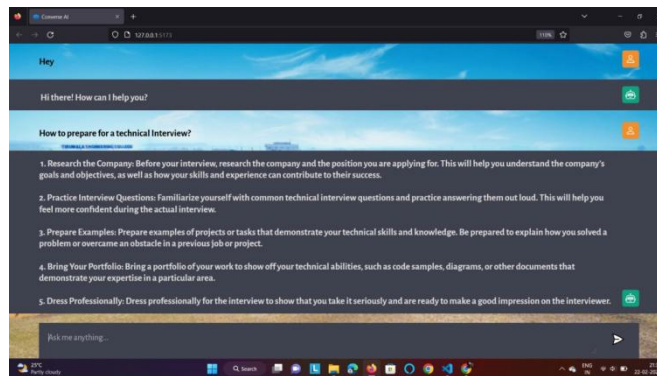 Converse AI
127.0.0.1:5173
Hey
Hi there! How can I help you?
How to prepare for a technical Interview?
1. Research the Company: Before your interview, research the company and the position you are applying for. This will help you understand the company's
goals and objectives, as well as how your skills and experience can contribute to their success.
2. Practice Interview Questions: Familiarize yourself with common technical interview questions and practice answering them out loud. This will help you
feel more confident during the actual interview.
3. Prepare Examples: Prepare examples of projects or tasks that demonstrate your technical skills and knowledge. Be prepared to explain how you solved a
problem or overcame an obstacle in a previous job or project.
4. Bring Your Portfolio: Bring a portfolio of your work to show off your technical abilities, such as code samples, diagrams, or other documents that
demonstrate your expertise in a particular area.
5. Dress Professionally: Dress professionally for the interview to show that you take it seriously and are ready to make a good impression on the interviewer.
Ask me anything...
Partly cloudy
Search
ENG
IN